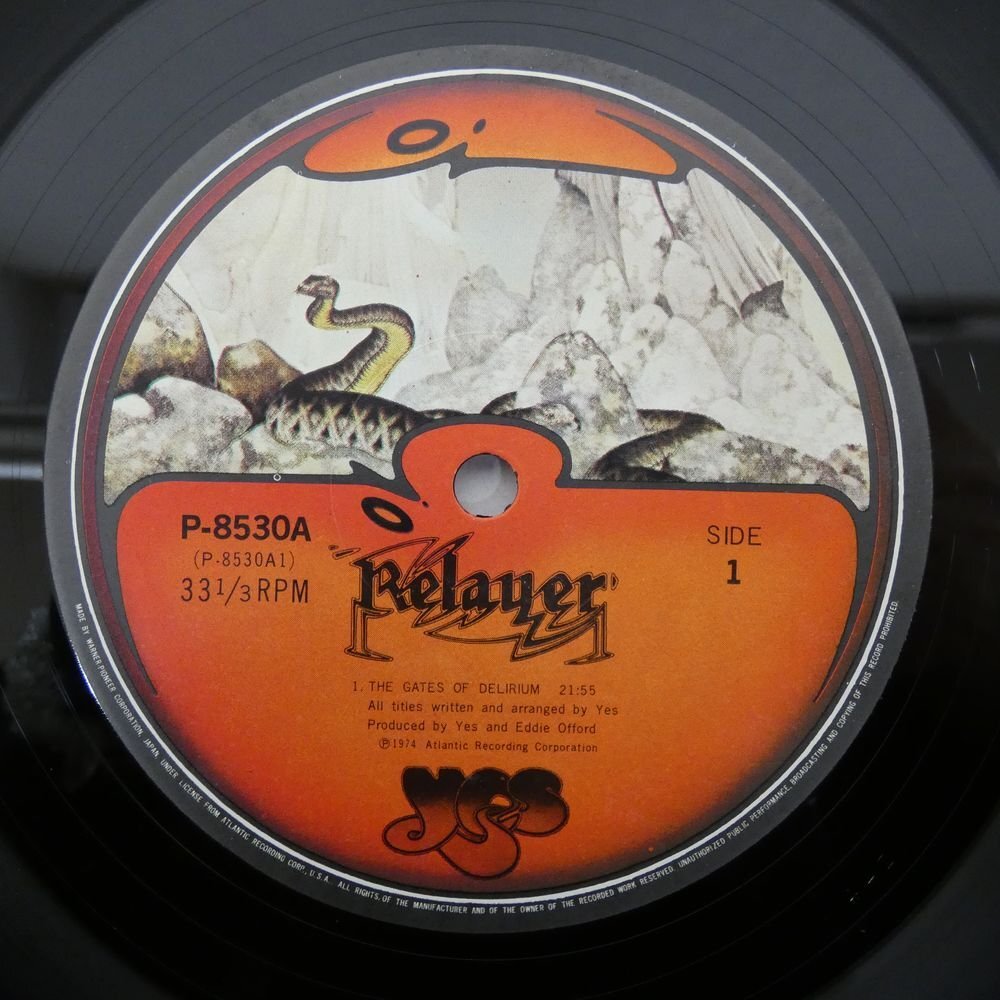 P-8530A
(P-8530A1)
33 1/3 RPM
SIDE
1
Relayer
1. THE GATES OF DELIRIUM 21:55
All titles written and arranged by Yes
Produced by Yes and Eddie Offord
Ⓟ1974 Atlantic Recording Corporation
YES
MADE BY WARNER-PIONEER CORPORATION, JAPAN, UNDER LICENSE FROM ATLANTIC RECORDING CORP., U.S.A. ALL RIGHTS, OF THE MANUFACTURER AND OF THE OWNER OF THE RECORDED WORK RESERVED. UNAUTHORIZED PUBLIC PERFORMANCE, BROADCASTING AND COPYING OF THIS RECORD PROHIBITED.